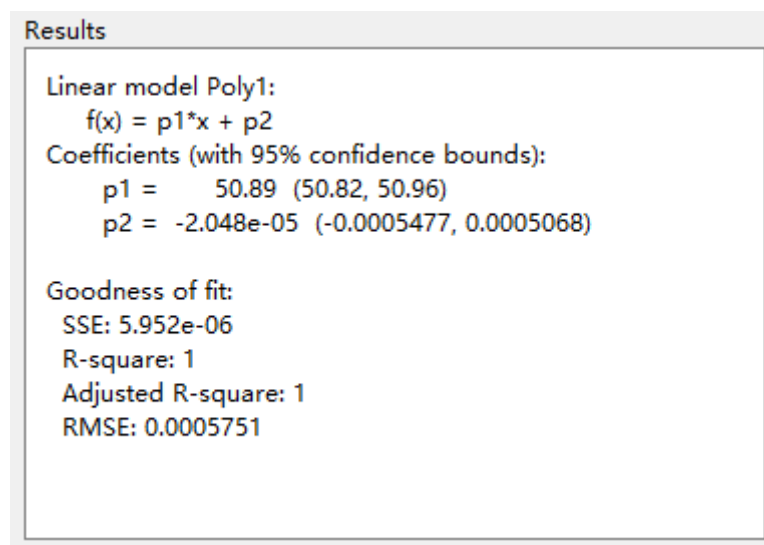 Results
Linear model Poly1:
f(x) = p1*x + p2
Coefficients (with 95% confidence bounds):
p1 = 50.89 (50.82, 50.96)
p2 = -2.048e-05 (-0.0005477, 0.0005068)
Goodness of fit:
SSE: 5.952e-06
R-square: 1
Adjusted R-square: 1
RMSE: 0.0005751